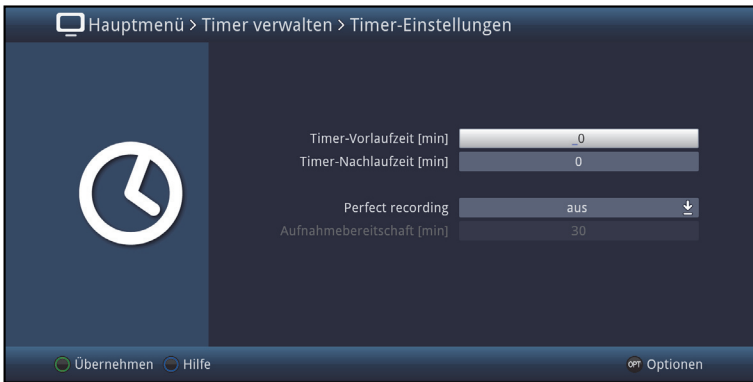 Hauptmenü > Timer verwalten > Timer-Einstellungen
Timer-Vorlaufzeit [min] _0
Timer-Nachlaufzeit [min] 0
Perfect recording aus
Aufnahmebereitschaft [min] 30
Übernehmen Hilfe OPT Optionen